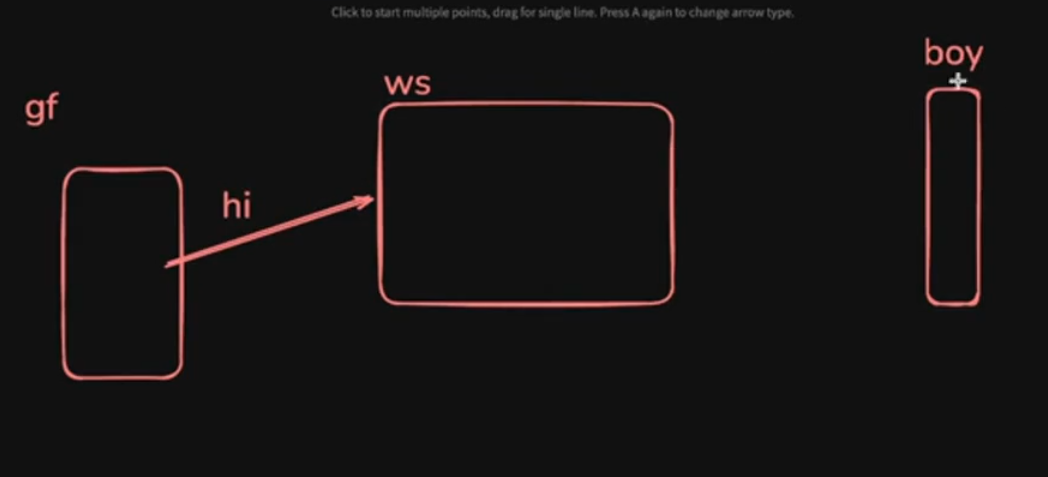 Click to start multiple points, drag for single line. Press A again to change arrow type.
boy
ws
gf
hi